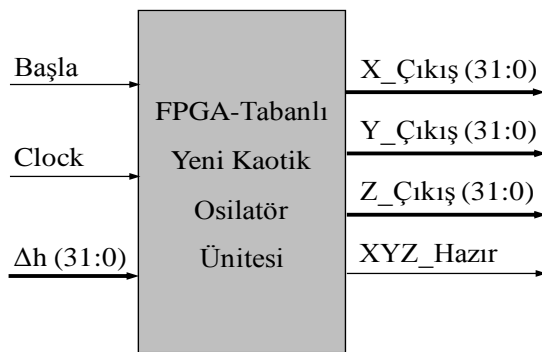 Başla
Clock
Δh (31:0)
FPGA-Tabanlı
Yeni Kaotik
Osilatör
Ünitesi
X_Çıkış (31:0)
Y_Çıkış (31:0)
Z_Çıkış (31:0)
XYZ_Hazır